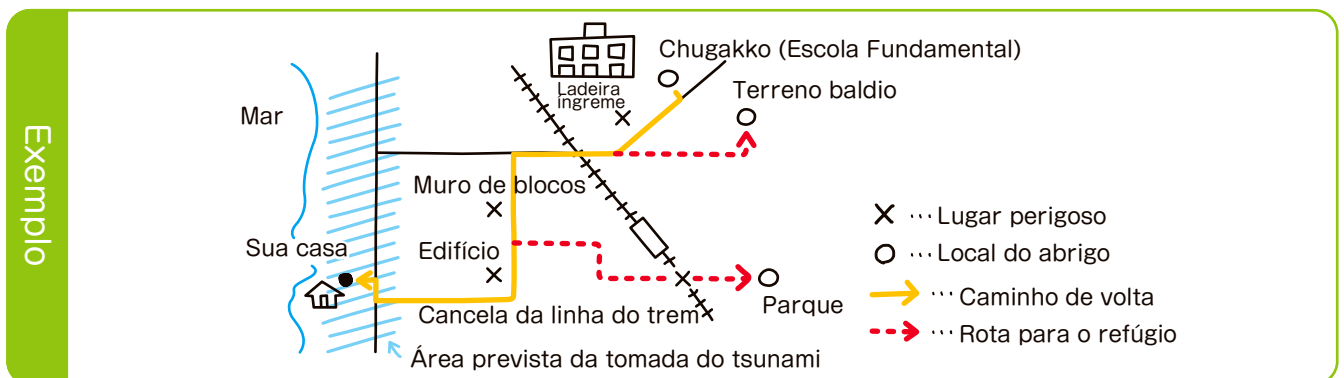 Exemplo
Chugakko (Escola Fundamental)
Ladeira
íngreme
Terreno baldio
Mar
Muro de blocos
Sua casa
Edifício
Parque
Cancela da linha do trem
Área prevista da tomada do tsunami
× ···Lugar perigoso
○ ···Local do abrigo
···Caminho de volta
···Rota para o refúgio